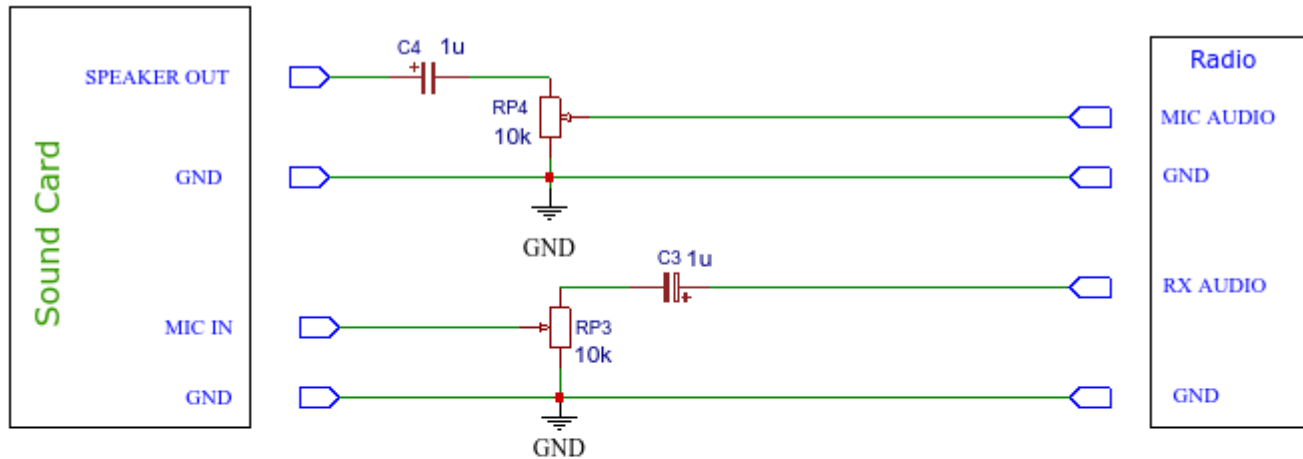 Sound Card
SPEAKER OUT
GND
MIC IN
GND
C4 1u
+
RP4
10k
GND
C3 1u
+
RP3
10k
GND
Radio
MIC AUDIO
GND
RX AUDIO
GND